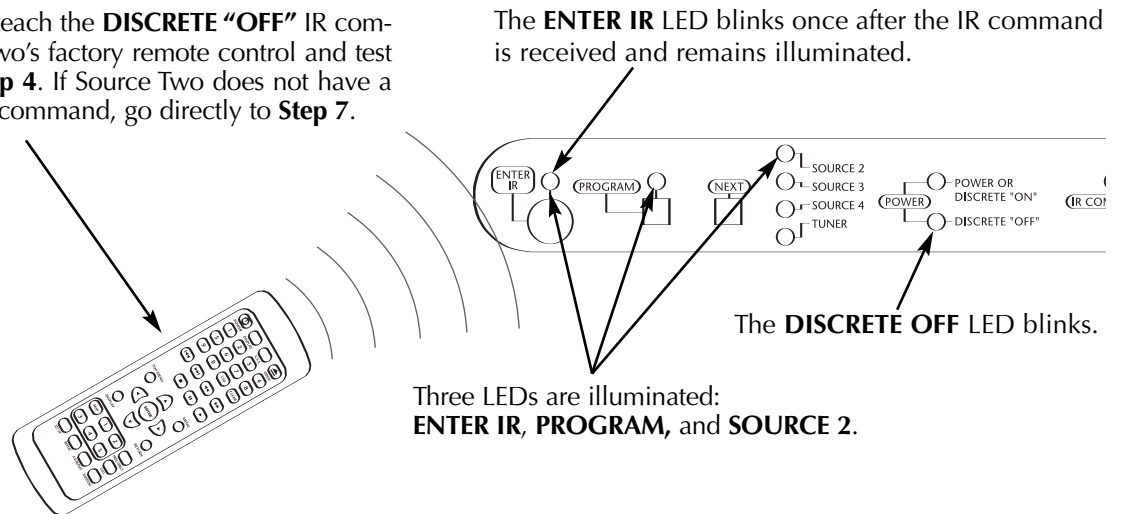 each the DISCRETE “OFF” IR com-
wo’s factory remote control and test
p 4. If Source Two does not have a
command, go directly to Step 7.
The ENTER IR LED blinks once after the IR command
is received and remains illuminated.
ENTER
IR
PROGRAM
NEXT
SOURCE 2
SOURCE 3
SOURCE 4
TUNER
POWER
POWER OR
DISCRETE "ON"
DISCRETE "OFF"
IR CO
The DISCRETE OFF LED blinks.
Three LEDs are illuminated:
ENTER IR, PROGRAM, and SOURCE 2.